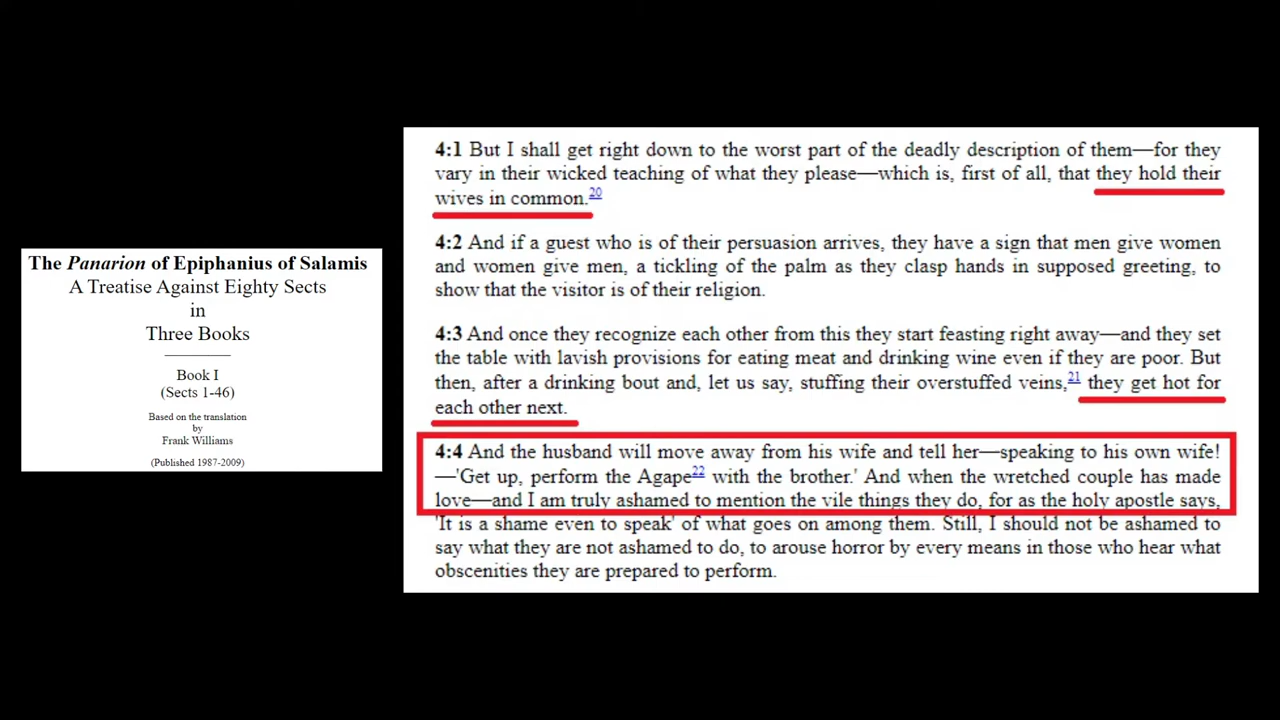 The Panarion of Epiphanius of Salamis
A Treatise Against Eighty Sects
in
Three Books
Book I
(Sects 1-46)
Based on the translation
by
Frank Williams
(Published 1987-2009)
4:1 But I shall get right down to the worst part of the deadly description of them—for they
vary in their wicked teaching of what they please—which is, first of all, that they hold their
wives in common.20
4:2 And if a guest who is of their persuasion arrives, they have a sign that men give women
and women give men, a tickling of the palm as they clasp hands in supposed greeting, to
show that the visitor is of their religion.
4:3 And once they recognize each other from this they start feasting right away—and they set
the table with lavish provisions for eating meat and drinking wine even if they are poor. But
then, after a drinking bout and, let us say, stuffing their overstuffed veins,21 they get hot for
each other next.
4:4 And the husband will move away from his wife and tell her—speaking to his own wife!
—'Get up, perform the Agape22 with the brother.' And when the wretched couple has made
love—and I am truly ashamed to mention the vile things they do, for as the holy apostle says,
'It is a shame even to speak' of what goes on among them. Still, I should not be ashamed to
say what they are not ashamed to do, to arouse horror by every means in those who hear what
obscenities they are prepared to perform.